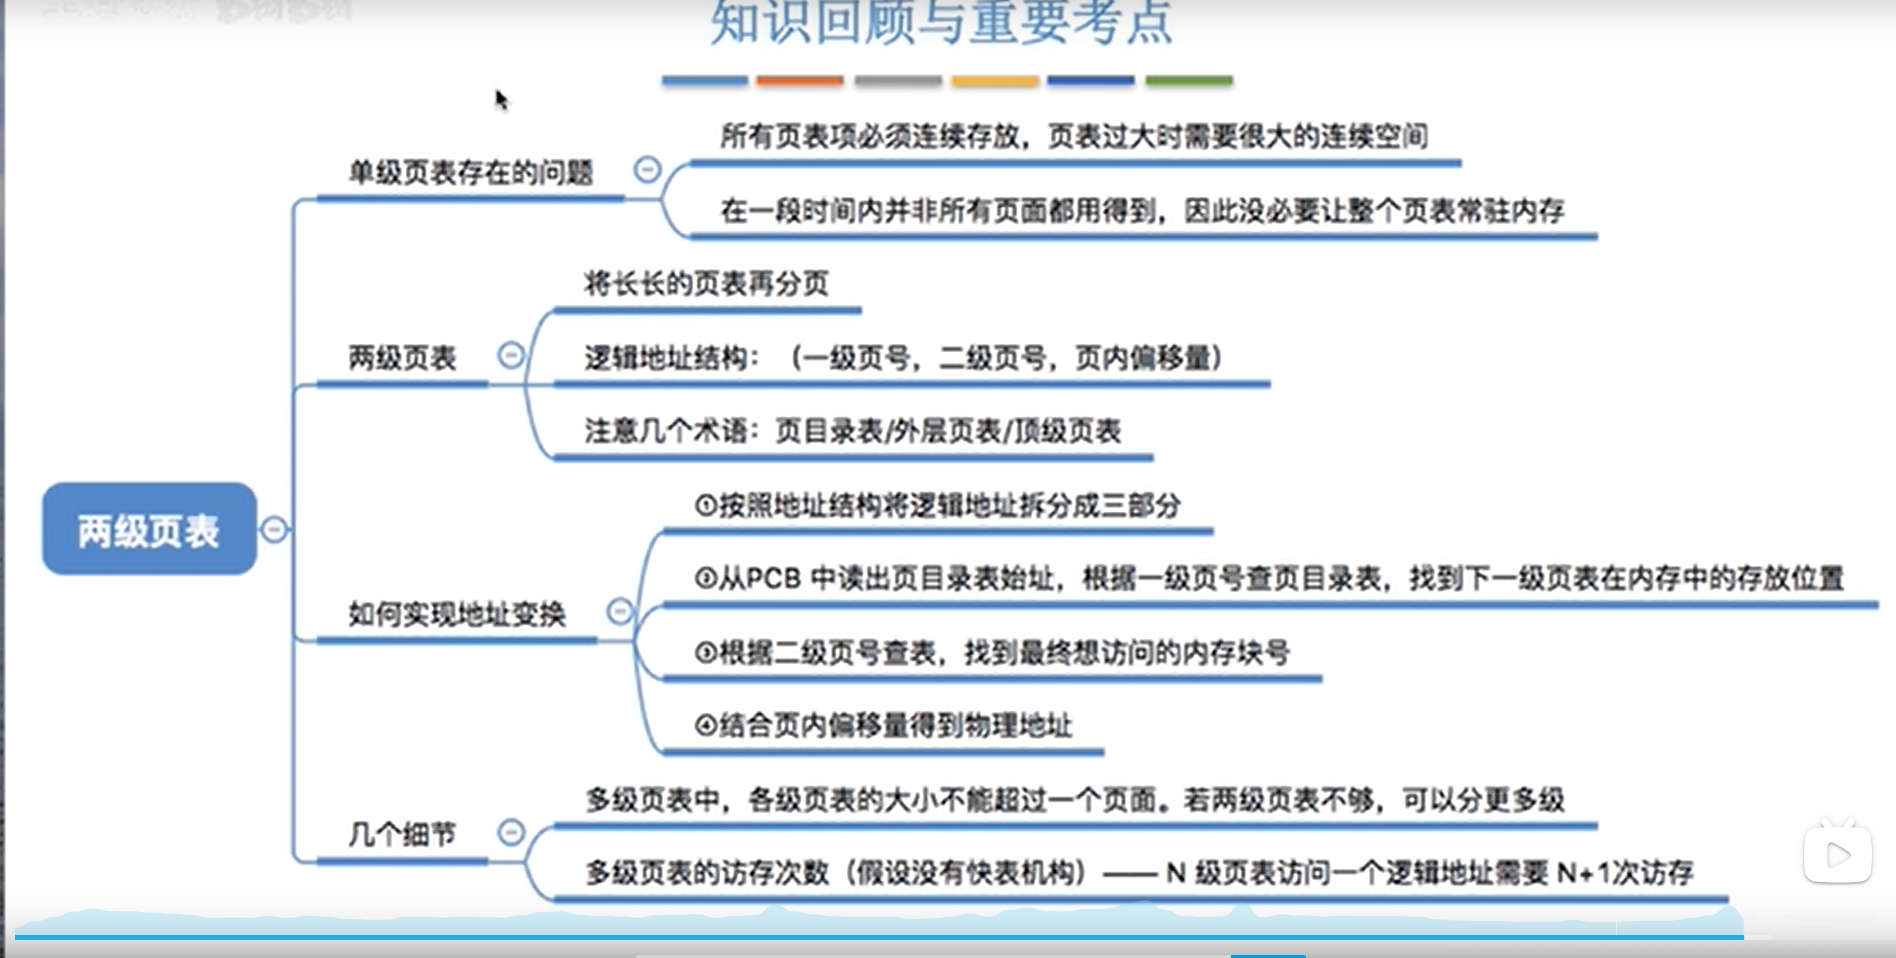 知识回顾与重要考点
所有页表项必须连续存放，页表过大时需要很大的连续空间
单级页表存在的问题
在一段时间内并非所有页面都用得到，因此没必要让整个页表常驻内存
将长长的页表再分页
两级页表
逻辑地址结构：（一级页号，二级页号，页内偏移量）
注意几个术语：页目录表/外层页表/顶级页表
①按照地址结构将逻辑地址拆分成三部分
两级页表
②从PCB 中读出页目录表始址，根据一级页号查页目录表，找到下一级页表在内存中的存放位置
如何实现地址变换
③根据二级页号查表，找到最终想访问的内存块号
④结合页内偏移量得到物理地址
多级页表中，各级页表的大小不能超过一个页面。若两级页表不够，可以分更多级
几个细节
多级页表的访存次数（假设没有快表机构）—— N 级页表访问一个逻辑地址需要 N+1次访存